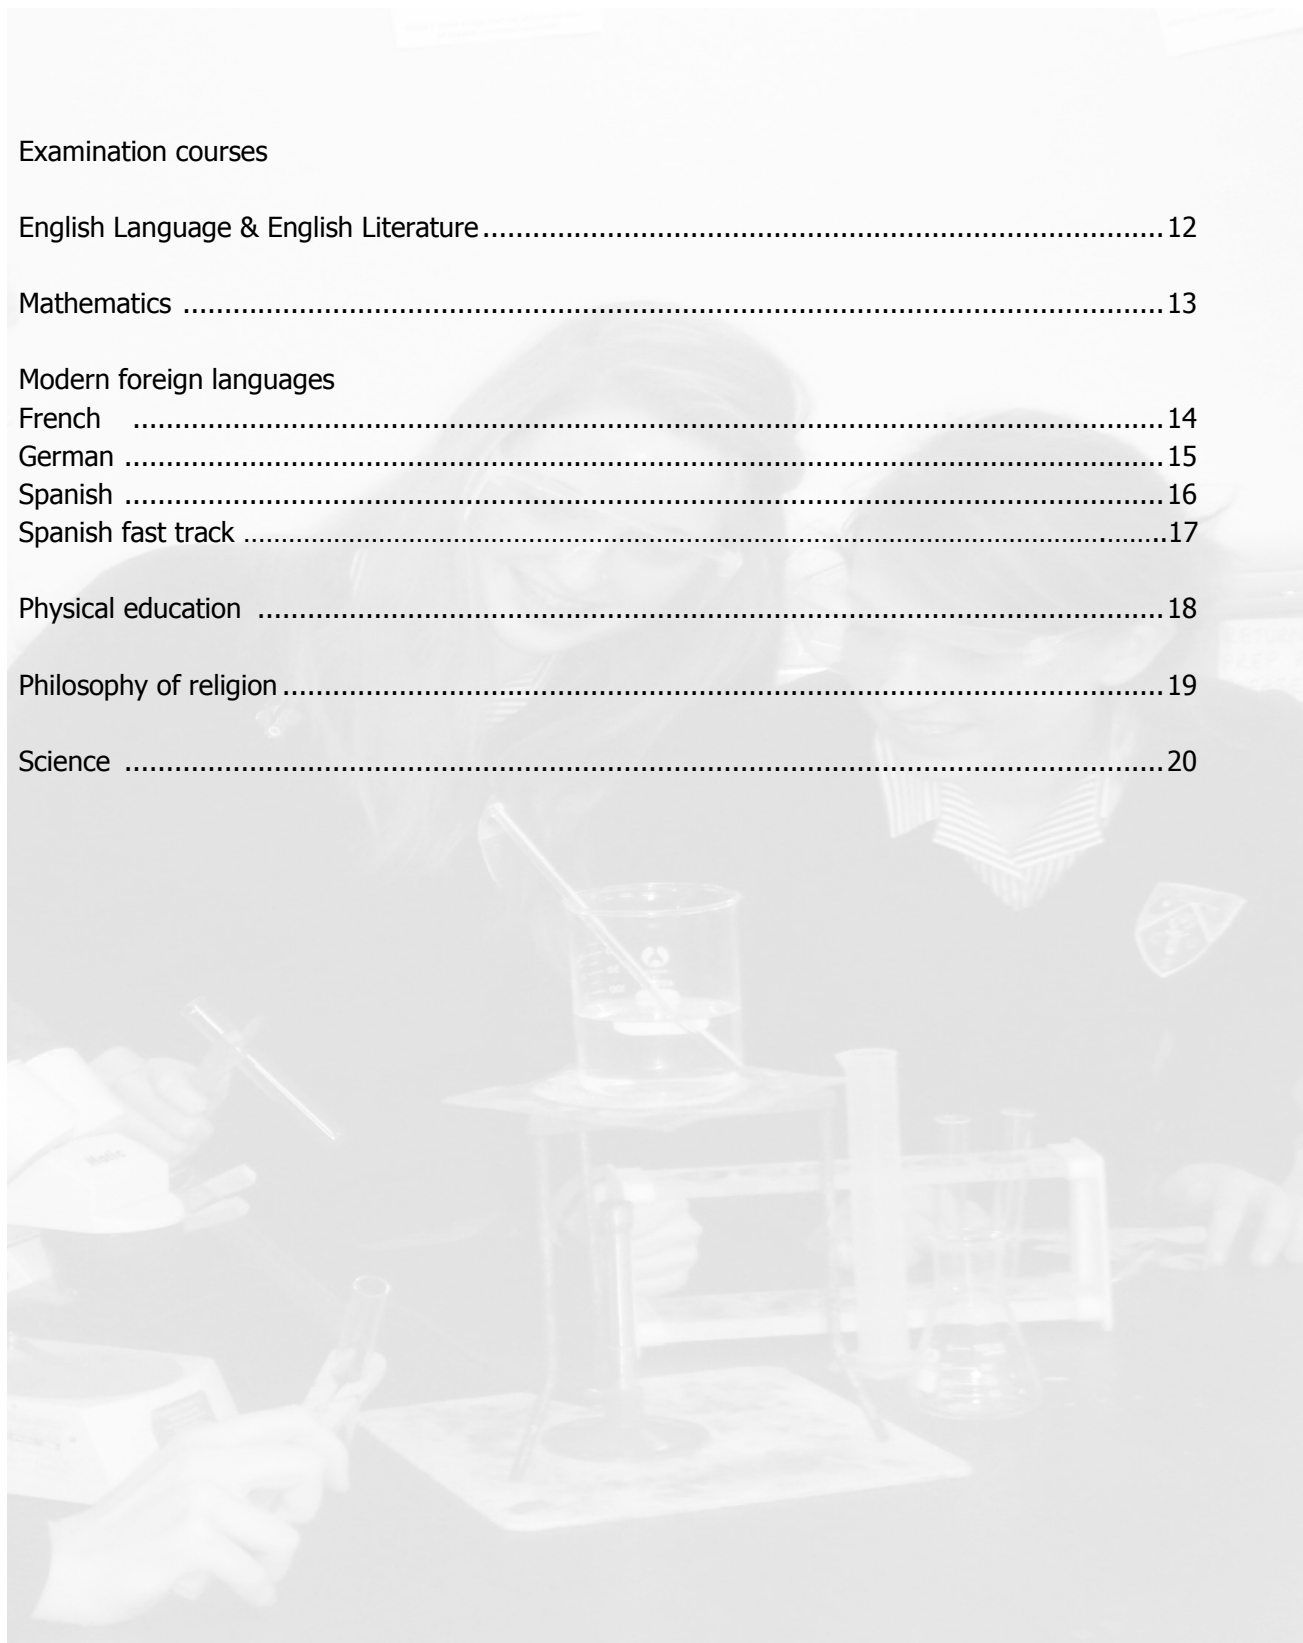 Examination courses
English Language & English Literature ........................................................................................ 12
Mathematics ........................................................................................................................ 13
Modern foreign languages
French ............................................................................................................................. 14
German ............................................................................................................................. 15
Spanish ............................................................................................................................. 16
Spanish fast track ................................................................................................................ 17
Physical education ............................................................................................................. 18
Philosophy of religion .......................................................................................................... 19
Science ............................................................................................................................. 20
Motic